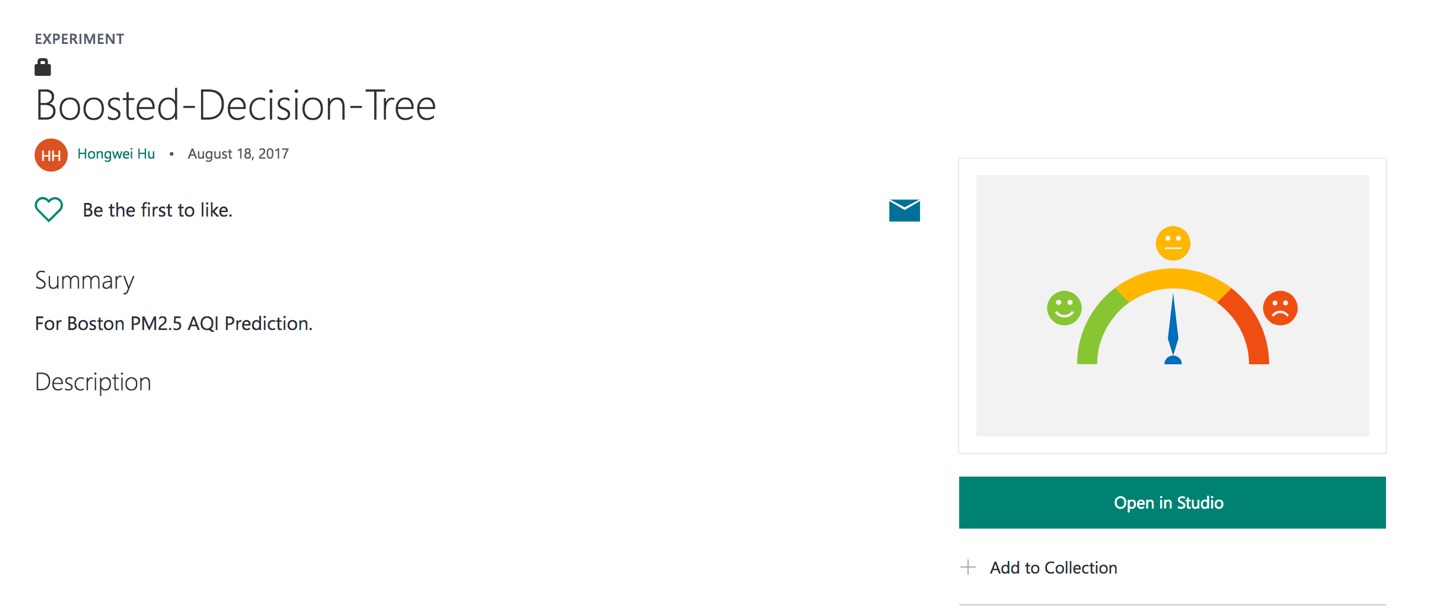 EXPERIMENT
Boosted-Decision-Tree
HH Hongwei Hu • August 18, 2017
Be the first to like.
Summary
For Boston PM2.5 AQI Prediction.
Description
Open in Studio
Add to Collection